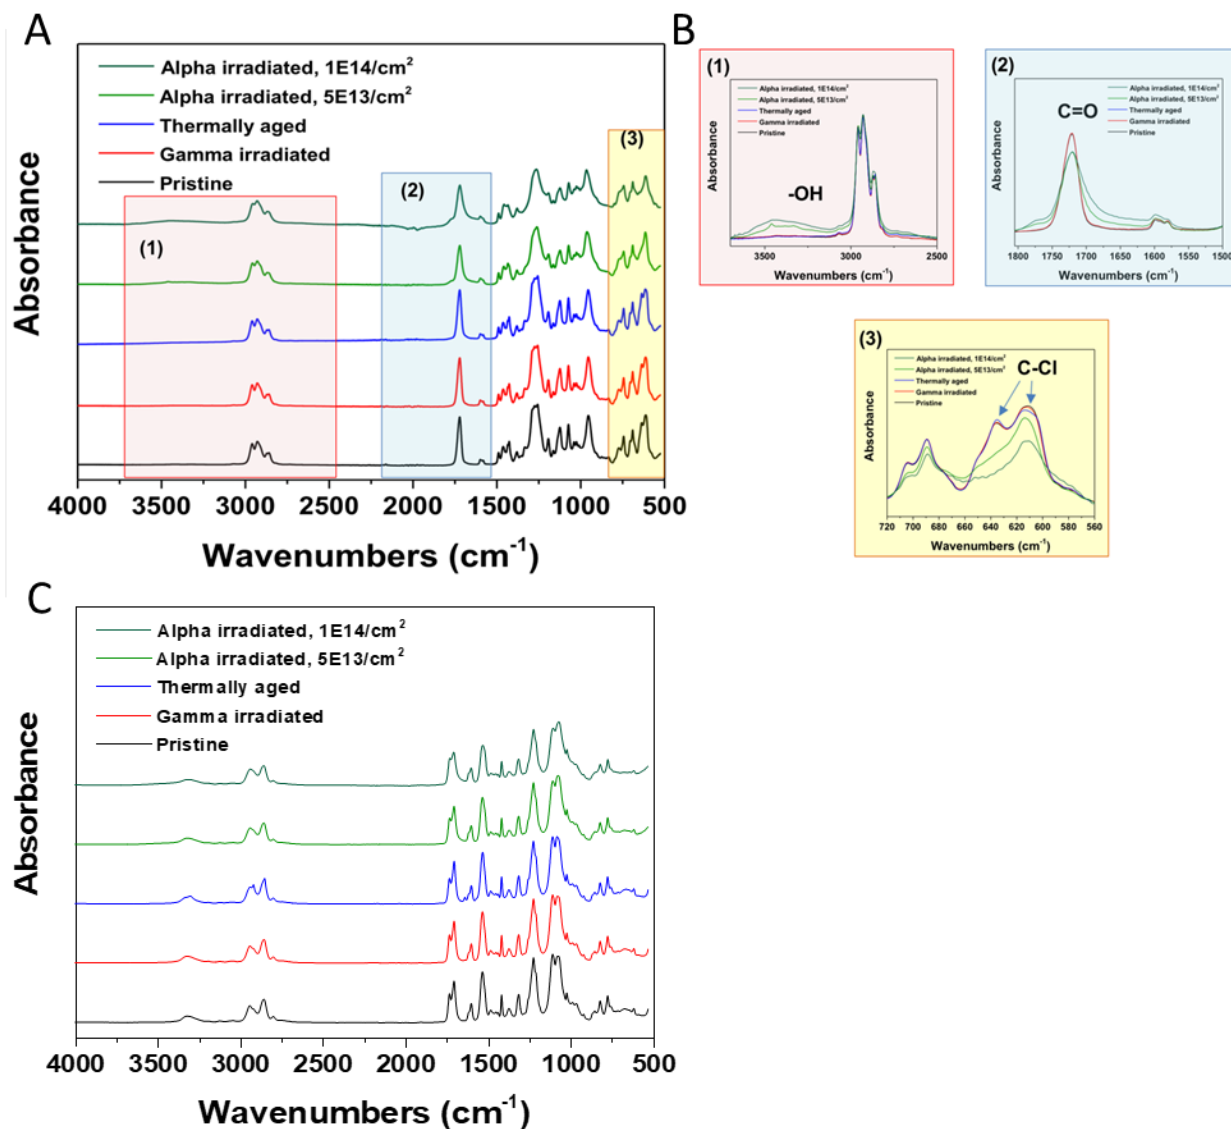 A
Alpha irradiated, 1E14/cm²
Alpha irradiated, 5E13/cm²
Thermally aged
Gamma irradiated
Pristine
(1)
(2)
(3)
Absorbance
4000 3500 3000 2500 2000 1500 1000 500
Wavenumbers (cm⁻¹)
B
(1)
Alpha irradiated, 1E14/cm²
Alpha irradiated, 5E13/cm²
Thermally aged
Gamma irradiated
Pristine
-OH
Absorbance
3500 3000 2500
Wavenumbers (cm⁻¹)
(2)
Alpha irradiated, 1E14/cm²
Alpha irradiated, 5E13/cm²
Thermally aged
Gamma irradiated
Pristine
C=O
Absorbance
1800 1750 1700 1650 1600 1550 1500
Wavenumbers (cm⁻¹)
(3)
Alpha irradiated, 1E14/cm²
Alpha irradiated, 5E13/cm²
Thermally aged
Gamma irradiated
Pristine
C-Cl
Absorbance
720 700 680 660 640 620 600 580 560
Wavenumbers (cm⁻¹)
C
Alpha irradiated, 1E14/cm²
Alpha irradiated, 5E13/cm²
Thermally aged
Gamma irradiated
Pristine
Absorbance
4000 3500 3000 2500 2000 1500 1000 500
Wavenumbers (cm⁻¹)